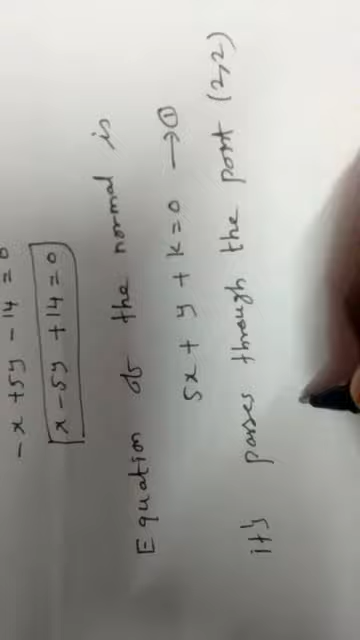 -x + 5y - 14 = 0
x - 5y + 14 = 0
Equation of the normal is
5x + y + k = 0 → ①
it's passes through the point (2,2)